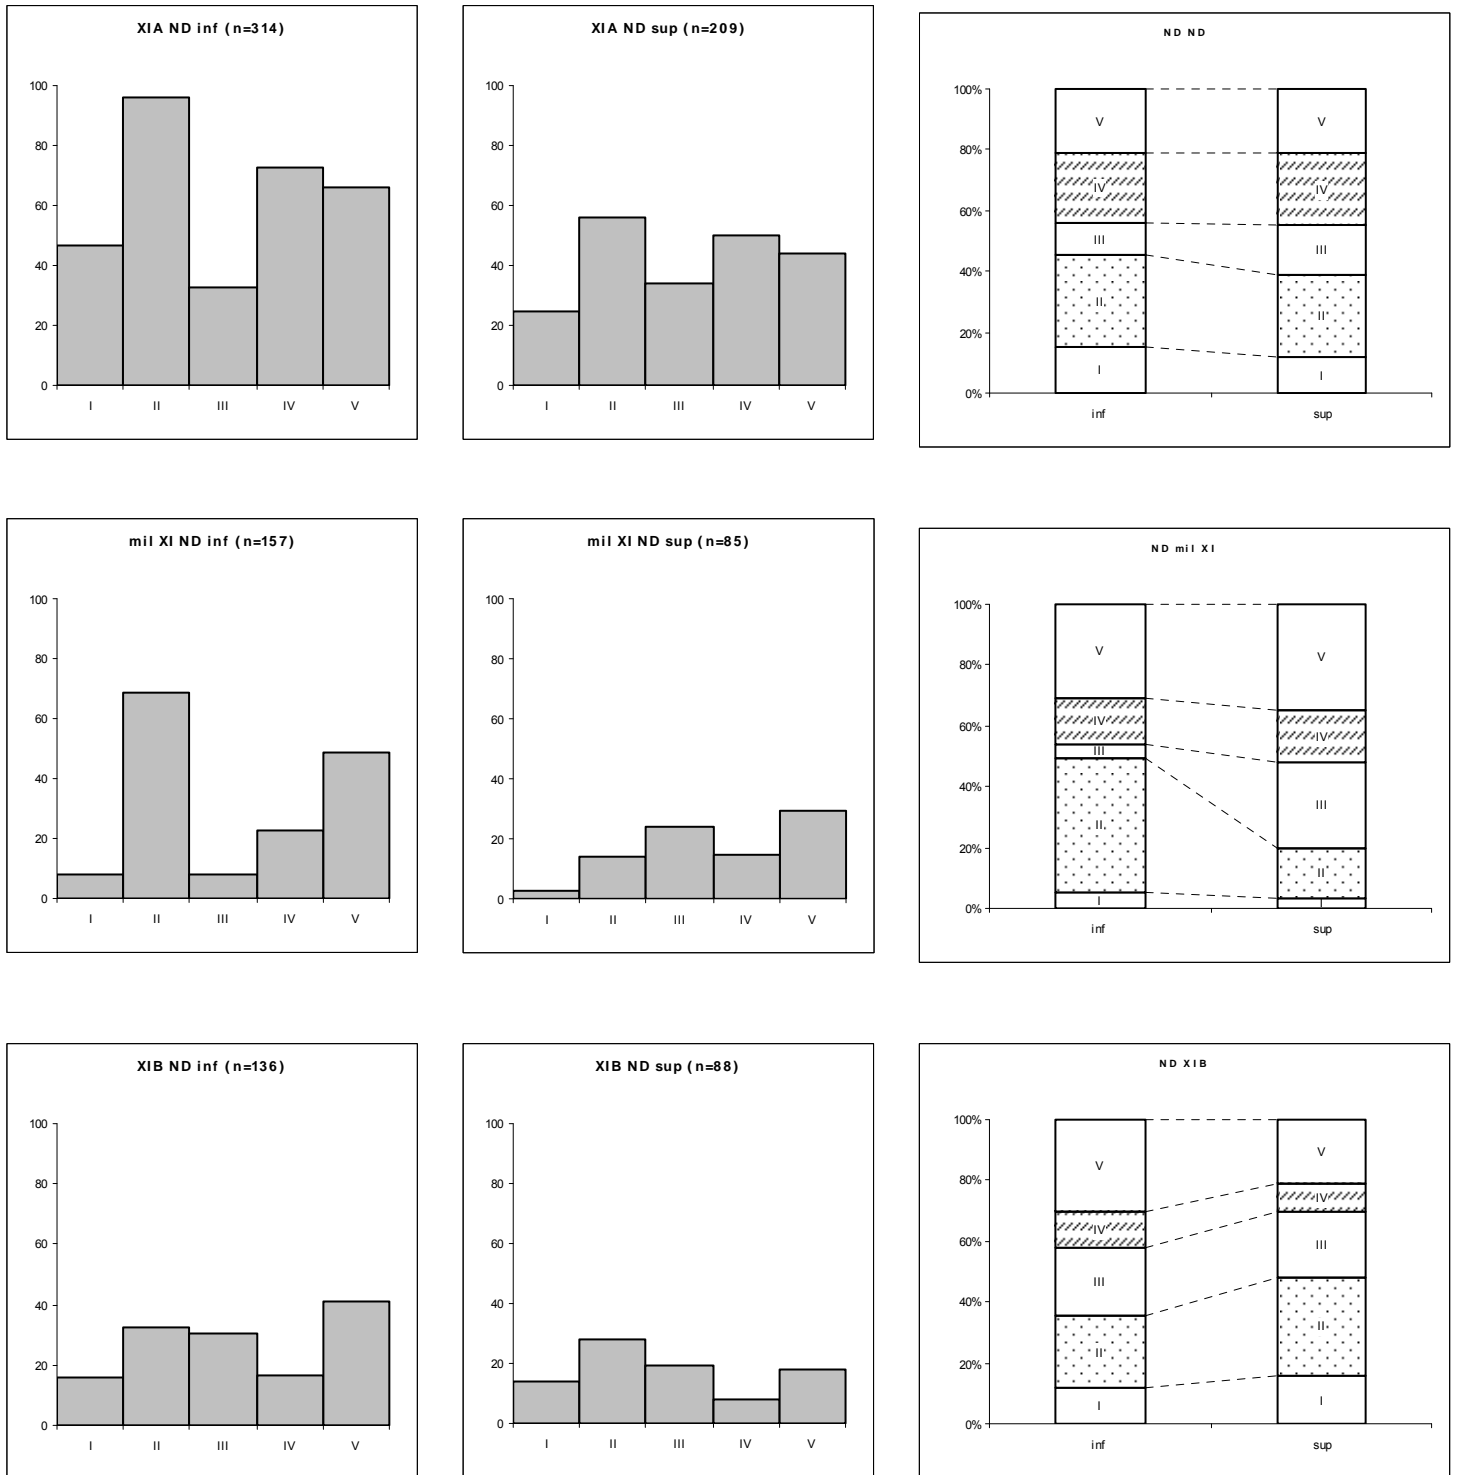 XIA ND inf (n=314)
100
80
60
40
20
0
I II III IV V
XIA ND sup (n=209)
100
80
60
40
20
0
I II III IV V
ND ND
100%
80%
60%
40%
20%
0%
V V
IV IV
III III
II II
I I
inf sup
mil XI ND inf (n=157)
100
80
60
40
20
0
I II III IV V
mil XI ND sup (n=85)
100
80
60
40
20
0
I II III IV V
ND mil XI
100%
80%
60%
40%
20%
0%
V V
IV IV
III III
II II
I I
inf sup
XIB ND inf (n=136)
100
80
60
40
20
0
I II III IV V
XIB ND sup (n=88)
100
80
60
40
20
0
I II III IV V
ND XIB
100%
80%
60%
40%
20%
0%
V V
IV IV
III III
II II
I I
inf sup